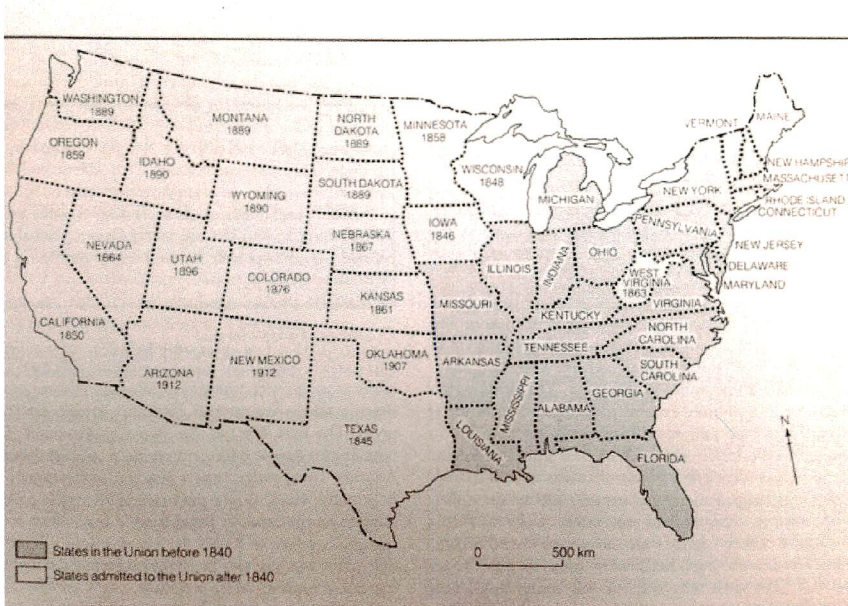 WASHINGTON
1889
OREGON
1859
IDAHO
1890
MONTANA
1889
NORTH
DAKOTA
1889
MINNESOTA
1858
SOUTH DAKOTA
1889
WISCONSIN
1848
WYOMING
1890
MICHIGAN
VERMONT
MAINE
NEW HAMPSHIRE
MASSACHUSETT
NEW YORK
RHODE ISLAND
CONNECTICUT
PENNSYLVANIA
NEW JERSEY
DELAWARE
MARYLAND
NEVADA
1864
UTAH
1896
NEBRASKA
1867
IOWA
1846
COLORADO
1876
KANSAS
1861
ILLINOIS
INDIANA
OHIO
WEST
VIRGINIA
1863
VIRGINIA
MISSOURI
KENTUCKY
CALIFORNIA
1850
ARIZONA
1912
NEW MEXICO
1912
OKLAHOMA
1907
ARKANSAS
TENNESSEE
NORTH
CAROLINA
SOUTH
CAROLINA
TEXAS
1845
LOUISIANA
MISSISSIPPI
ALABAMA
GEORGIA
FLORIDA
N
States in the Union before 1840
States admitted to the Union after 1840
0 500 km